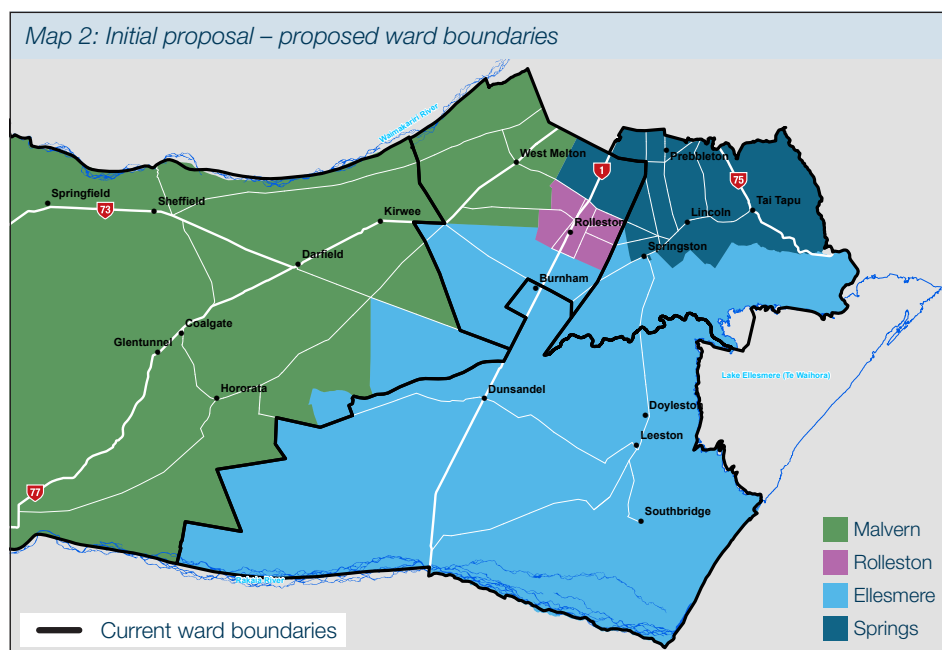 Map 2: Initial proposal – proposed ward boundaries
Waimakariri River
West Melton
1
Prebbleton
75
Springfield
Sheffield
73
Kirwee
Rolleston
Lincoln
Tai Tapu
Darfield
Springston
Burnham
Coalgate
Glentunnel
Lake Ellesmere (Te Waihora)
Hororata
Dunsandel
Doyleston
Leeston
77
Southbridge
Rakaia River
Malvern
Rolleston
Ellesmere
Springs
Current ward boundaries